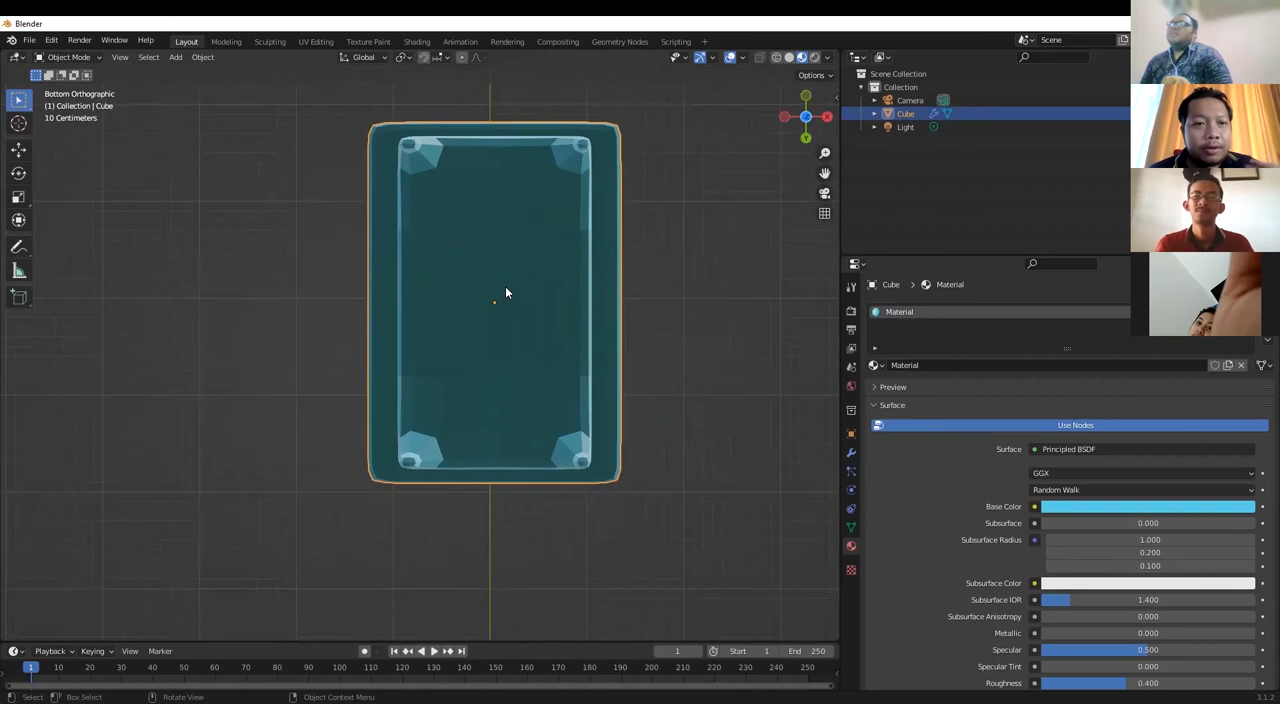 Blender
File Edit Render Window Help Layout Modeling Sculpting UV Editing Texture Paint Shading Animation Rendering Compositing Geometry Nodes Scripting + Scene
Object Mode View Select Add Object Global
Options
Bottom Orthographic
(1) Collection | Cube
10 Centimeters
X
Z
Y
Scene Collection
Collection
Camera
Cube
Light
Cube > Material
Material
Material
Preview
Surface
Use Nodes
Surface Principled BSDF
GGX
Random Walk
Base Color
Subsurface 0.000
Subsurface Radius 1.000
0.200
0.100
Subsurface Color
Subsurface IOR 1.400
Subsurface Anisotropy 0.000
Metallic 0.000
Specular 0.500
Specular Tint 0.000
Roughness 0.400
Playback Keying View Marker 1 Start 1 End 250
1 10 20 30 40 50 60 70 80 90 100 110 120 130 140 150 160 170 180 190 200 210 220 230 240 250
Select Box Select Rotate View Object Context Menu 3.1.2